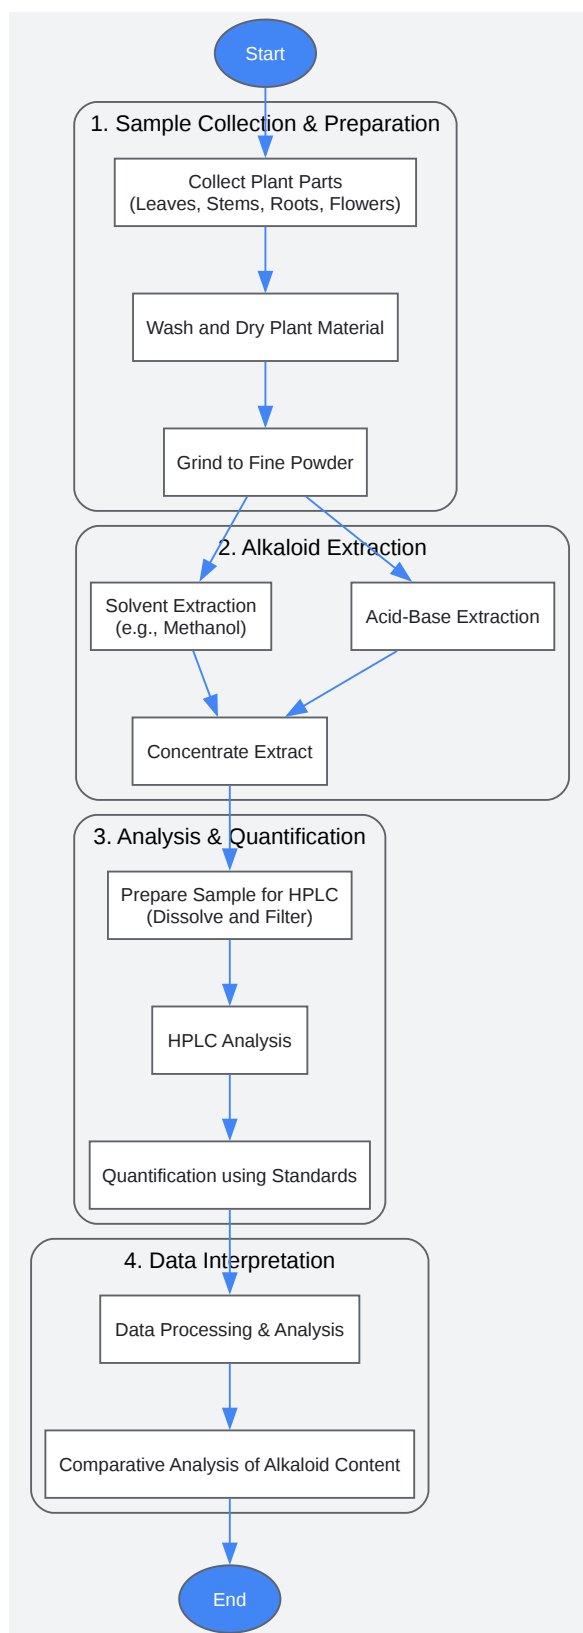 Start
1. Sample Collection & Preparation
Collect Plant Parts
(Leaves, Stems, Roots, Flowers)
Wash and Dry Plant Material
Grind to Fine Powder
2. Alkaloid Extraction
Solvent Extraction
(e.g., Methanol)
Acid-Base Extraction
Concentrate Extract
3. Analysis & Quantification
Prepare Sample for HPLC
(Dissolve and Filter)
HPLC Analysis
Quantification using Standards
4. Data Interpretation
Data Processing & Analysis
Comparative Analysis of Alkaloid Content
End